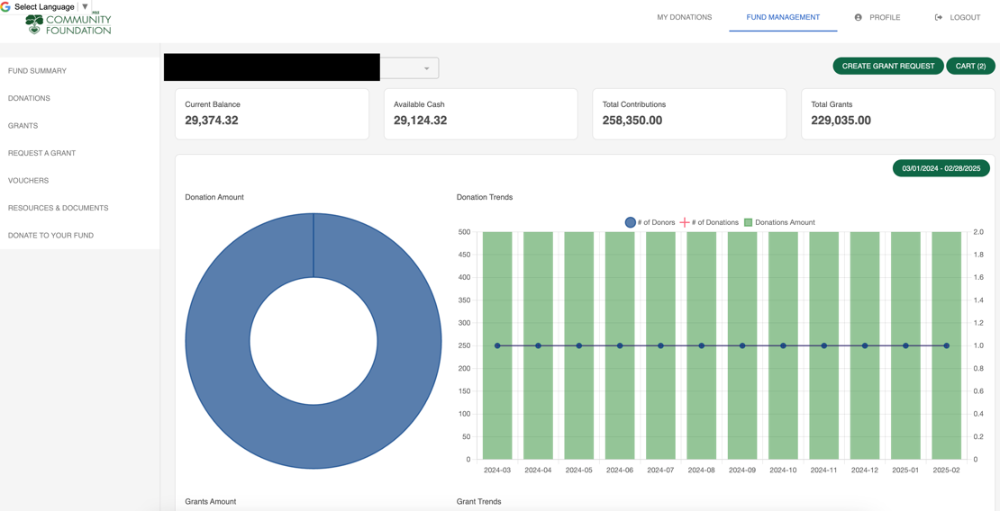 Select Language ▼
COMMUNITY
FOUNDATION
MY DONATIONS
FUND MANAGEMENT
PROFILE
LOGOUT
FUND SUMMARY
DONATIONS
GRANTS
REQUEST A GRANT
VOUCHERS
RESOURCES & DOCUMENTS
DONATE TO YOUR FUND
CREATE GRANT REQUEST
CART (2)
Current Balance
29,374.32
Available Cash
29,124.32
Total Contributions
258,350.00
Total Grants
229,035.00
03/01/2024 - 02/28/2025
Donation Amount
Donation Trends
# of Donors # of Donations Donations Amount
500 2.0
450 1.8
400 1.6
350 1.4
300 1.2
250 1.0
200 0.8
150 0.6
100 0.4
50 0.2
0 0
2024-03 2024-04 2024-05 2024-06 2024-07 2024-08 2024-09 2024-10 2024-11 2024-12 2025-01 2025-02
Grants Amount
Grant Trends